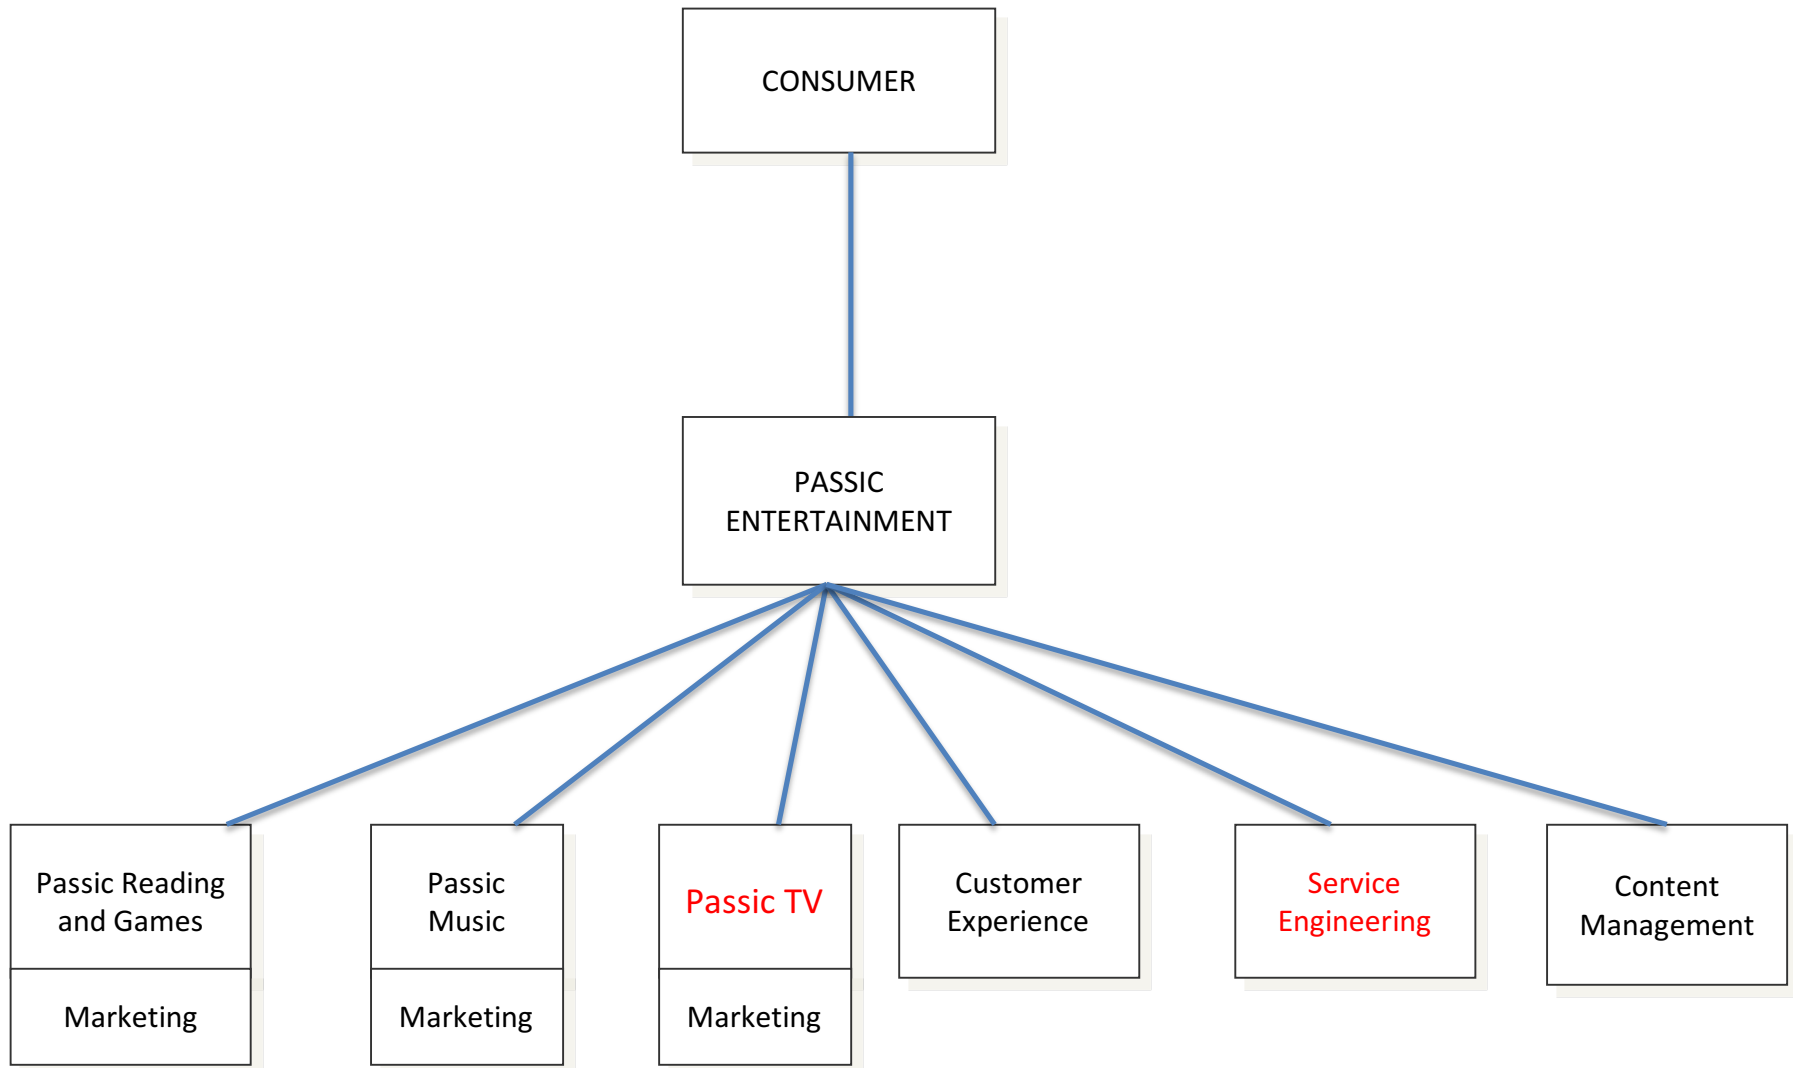 CONSUMER
PASSIC
ENTERTAINMENT
Passic Reading
and Games
Marketing
Passic
Music
Marketing
Passic TV
Marketing
Customer
Experience
Service
Engineering
Content
Management